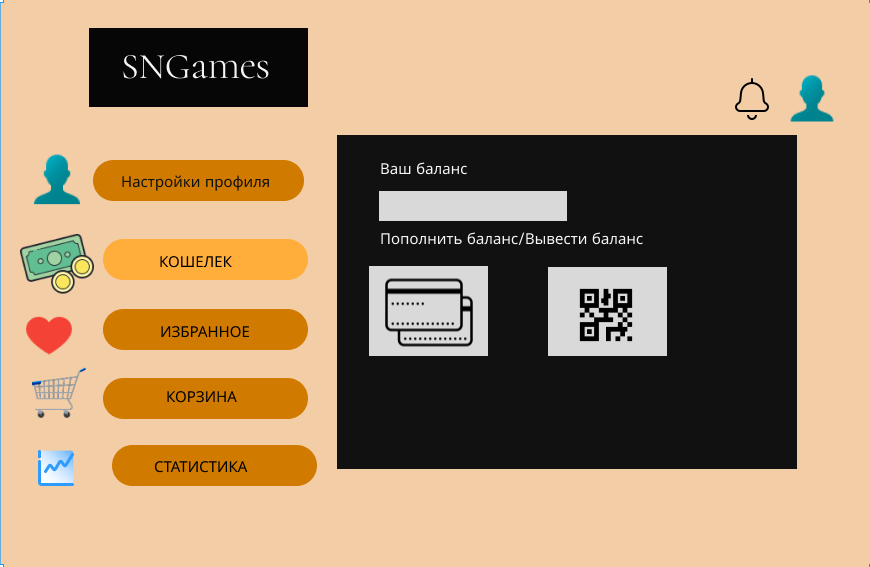 SNGames
Настройки профиля
КОШЕЛЕК
ИЗБРАННОЕ
КОРЗИНА
СТАТИСТИКА
Ваш баланс
Пополнить баланс/Вывести баланс